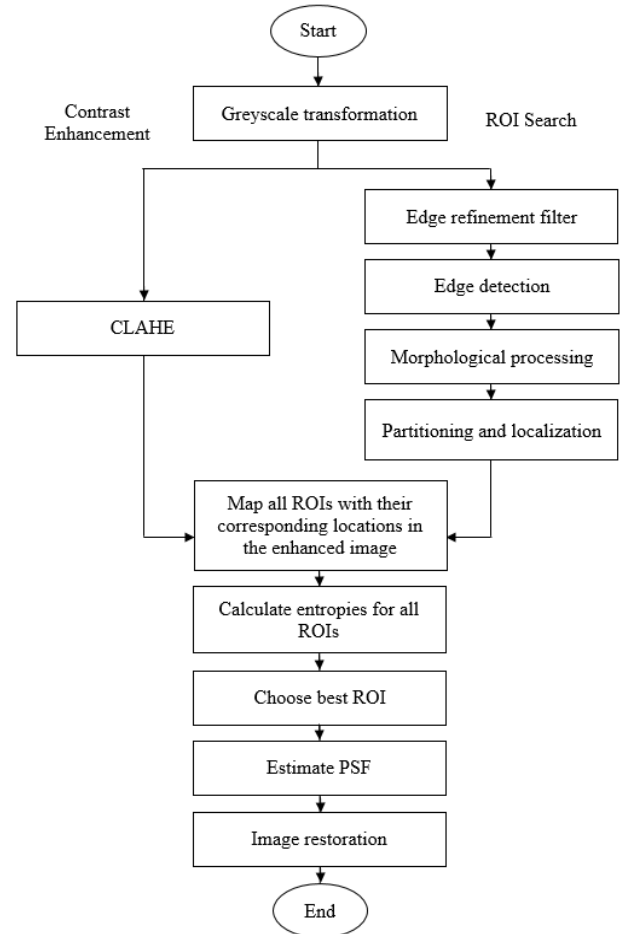 Start
Greyscale transformation
Contrast
Enhancement
ROI Search
Edge refinement filter
Edge detection
CLAHE
Morphological processing
Partitioning and localization
Map all ROIs with their
corresponding locations in
the enhanced image
Calculate entropies for all
ROIs
Choose best ROI
Estimate PSF
Image restoration
End